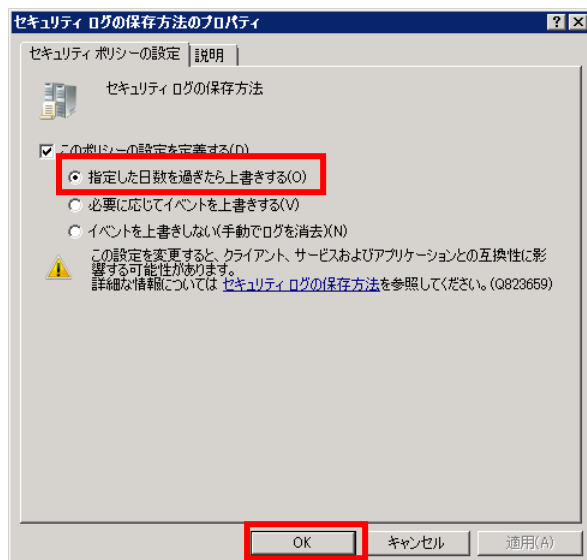 セキュリティ ログの保存方法のプロパティ
セキュリティ ポリシーの設定 説明
セキュリティ ログの保存方法
このポリシーの設定を定義する(D)
指定した日数を過ぎたら上書きする(O)
必要に応じてイベントを上書きする(V)
イベントを上書きしない(手動でログを消去)(N)
この設定を変更すると、クライアント、サービスおよびアプリケーションとの互換性に影
響する可能性があります。
詳細な情報については セキュリティ ログの保存方法を参照してください。(Q823659)
OK キャンセル 適用(A)